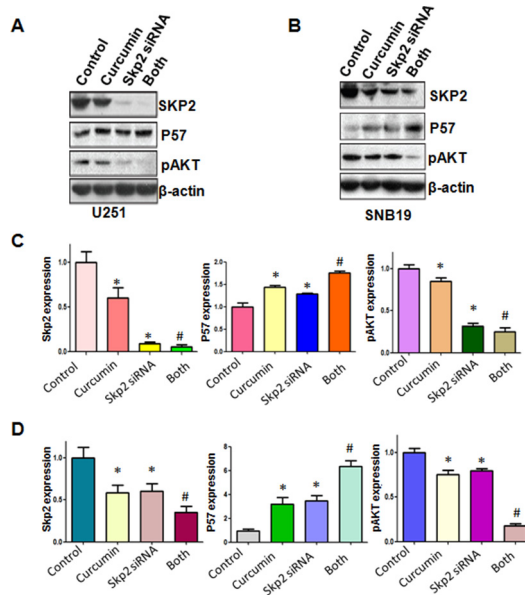 A
Control
Curcumin
Skp2 siRNA
Both
SKP2
P57
pAKT
β-actin
U251
B
Control
Curcumin
Skp2 siRNA
Both
SKP2
P57
pAKT
β-actin
SNB19
C
Skp2 expression
1.0
0.5
0.0
*
*
#
Control
Curcumin
Skp2 siRNA
Both
P57 expression
2.0
1.5
1.0
0.5
0.0
*
*
#
Control
Curcumin
Skp2 siRNA
Both
pAKT expression
1.0
0.5
0.0
*
*
#
Control
Curcumin
Skp2 siRNA
Both
D
Skp2 expression
1.0
0.5
0.0
*
*
#
Control
Curcumin
Skp2 siRNA
Both
P57 expression
8
6
4
2
0
*
*
#
Control
Curcumin
Skp2 siRNA
Both
pAKT expression
1.0
0.5
0.0
*
*
#
Control
Curcumin
Skp2 siRNA
Both